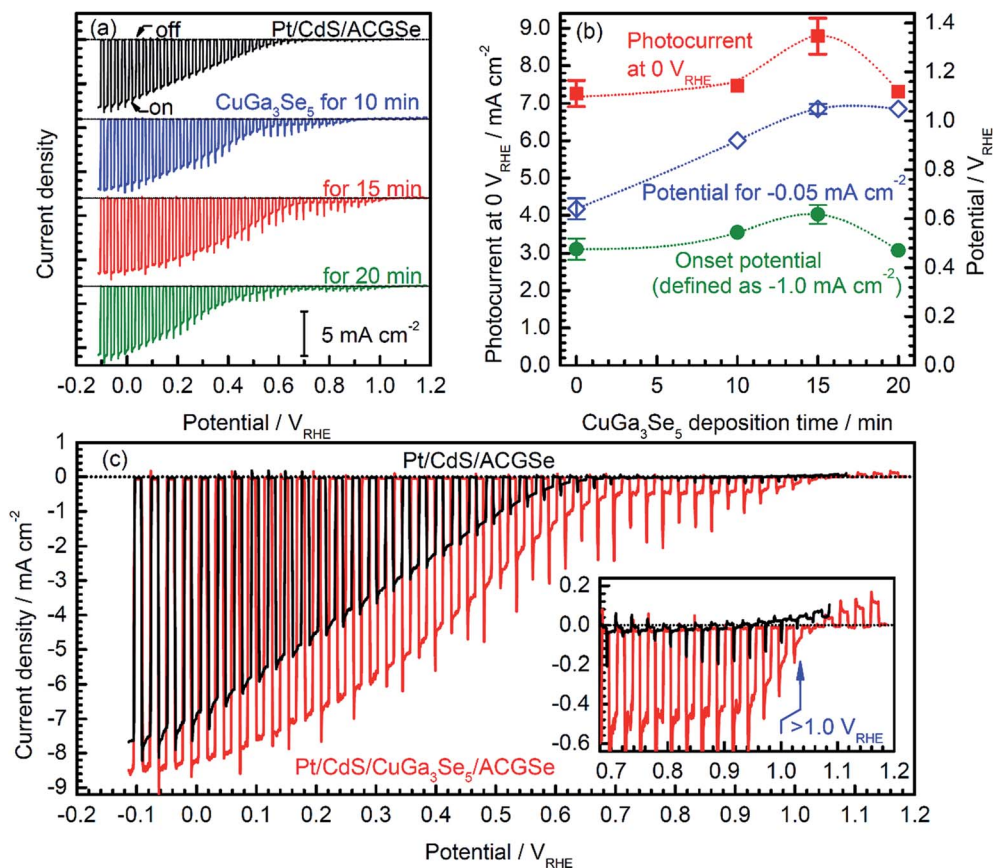 (a)
off
Pt/CdS/ACGSe
on
CuGa₃Se₅ for 10 min
for 15 min
for 20 min
5 mA cm⁻²
Current density
-0.2 0.0 0.2 0.4 0.6 0.8 1.0 1.2
Potential / V_RHE
(b)
Photocurrent
at 0 V_RHE
Potential for -0.05 mA cm⁻²
Onset potential
(defined as -1.0 mA cm⁻²)
Photocurrent at 0 V_RHE / mA cm⁻²
9.0
8.0
7.0
6.0
5.0
4.0
3.0
2.0
1.0
0.0
Potential / V_RHE
1.4
1.2
1.0
0.8
0.6
0.4
0.2
0.0
0 5 10 15 20
CuGa₃Se₅ deposition time / min
(c)
Pt/CdS/ACGSe
Pt/CdS/CuGa₃Se₅/ACGSe
Current density / mA cm⁻²
1
0
-1
-2
-3
-4
-5
-6
-7
-8
-9
-0.2 -0.1 0.0 0.1 0.2 0.3 0.4 0.5 0.6 0.7 0.8 0.9 1.0 1.1 1.2
Potential / V_RHE
0.2
0.0
-0.2
-0.4
-0.6
>1.0 V_RHE
0.7 0.8 0.9 1.0 1.1 1.2